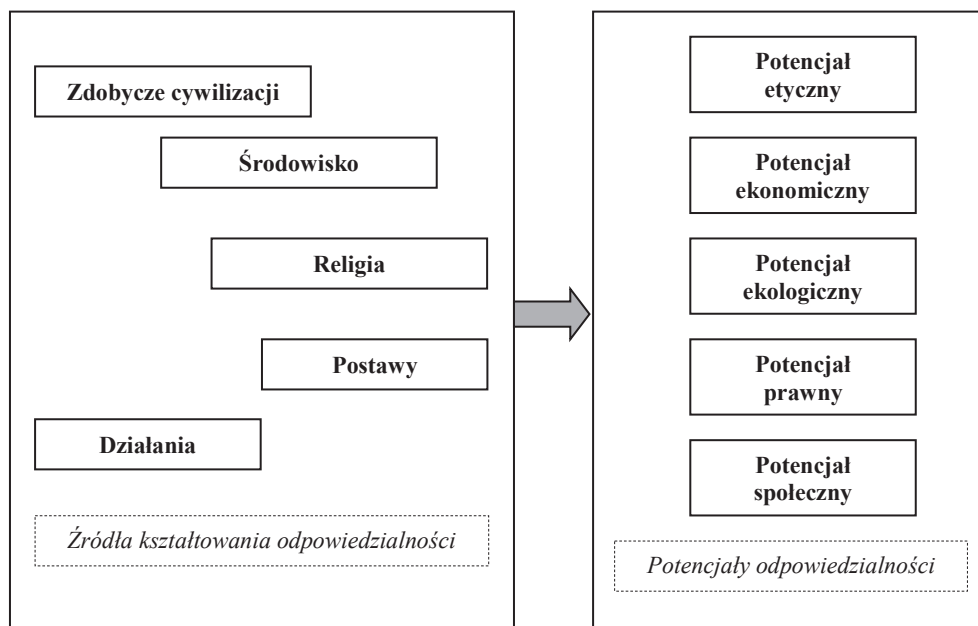 Zdobycze cywilizacji
Środowisko
Religia
Postawy
Działania
Źródła kształtowania odpowiedzialności
Potencjał
etyczny
Potencjał
ekonomiczny
Potencjał
ekologiczny
Potencjał
prawny
Potencjał
społeczny
Potencjały odpowiedzialności